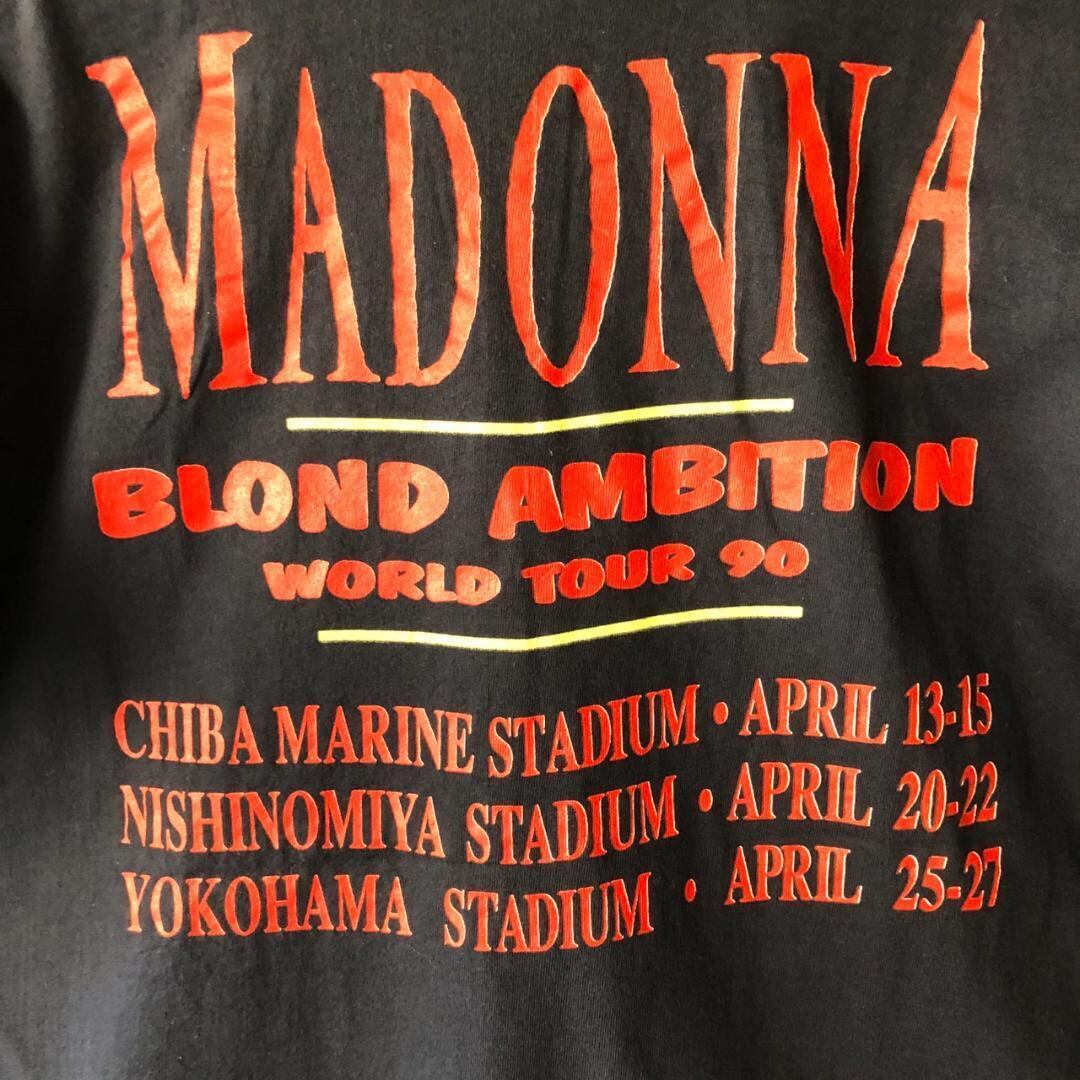 MADONNA
BLOND AMBITION
WORLD TOUR 90
CHIBA MARINE STADIUM • APRIL 13-15
NISHINOMIYA STADIUM • APRIL 20-22
YOKOHAMA STADIUM • APRIL 25-27